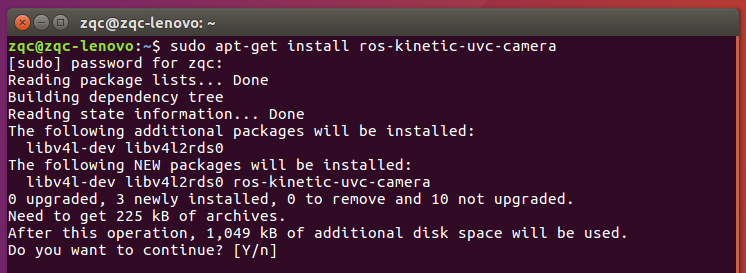 zqc@zqc-lenovo: ~
zqc@zqc-lenovo:~$ sudo apt-get install ros-kinetic-uvc-camera
[sudo] password for zqc:
Reading package lists... Done
Building dependency tree
Reading state information... Done
The following additional packages will be installed:
  libv4l-dev libv4l2rds0
The following NEW packages will be installed:
  libv4l-dev libv4l2rds0 ros-kinetic-uvc-camera
0 upgraded, 3 newly installed, 0 to remove and 10 not upgraded.
Need to get 225 kB of archives.
After this operation, 1,049 kB of additional disk space will be used.
Do you want to continue? [Y/n]